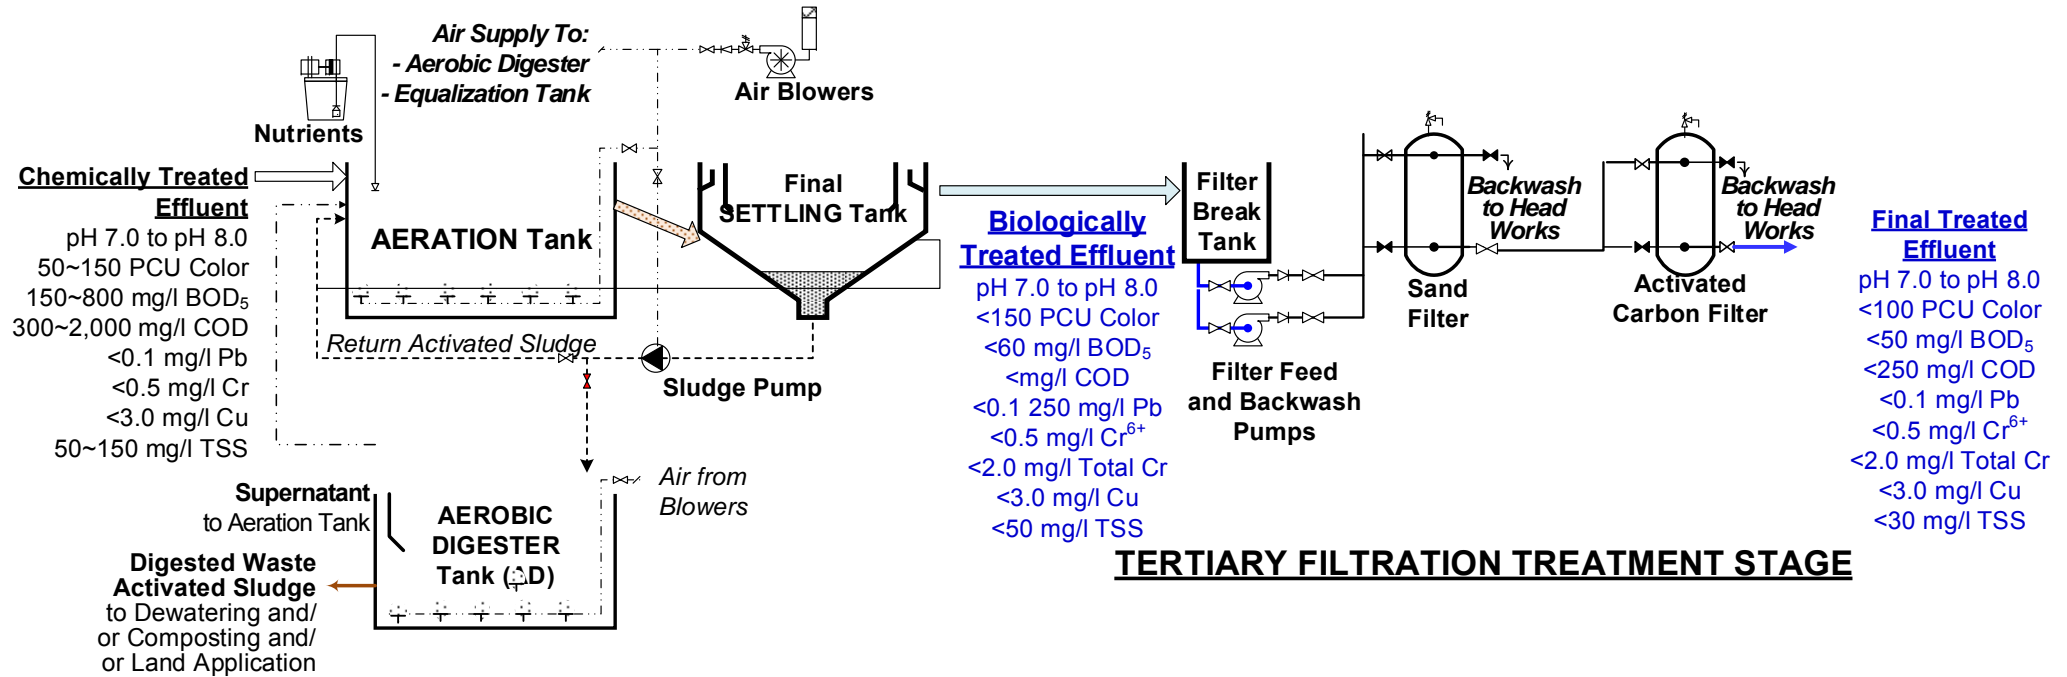 Air Supply To:
- Aerobic Digester
- Equalization Tank
Air Blowers
Nutrients
Chemically Treated
Effluent
pH 7.0 to pH 8.0
50~150 PCU Color
150~800 mg/l BOD5
300~2,000 mg/l COD
<0.1 mg/l Pb
<0.5 mg/l Cr
<3.0 mg/l Cu
50~150 mg/l TSS
AERATION Tank
Final
SETTLING Tank
Return Activated Sludge
Sludge Pump
Supernatant
to Aeration Tank
Digested Waste
Activated Sludge
to Dewatering and/
or Composting and/
or Land Application
AEROBIC
DIGESTER
Tank (AD)
Air from
Blowers
Biologically
Treated Effluent
pH 7.0 to pH 8.0
<150 PCU Color
<60 mg/l BOD5
<mg/l COD
<0.1 250 mg/l Pb
<0.5 mg/l Cr6+
<2.0 mg/l Total Cr
<3.0 mg/l Cu
<50 mg/l TSS
Filter
Break
Tank
Filter Feed
and Backwash
Pumps
Sand
Filter
Backwash
to Head
Works
Activated
Carbon Filter
Backwash
to Head
Works
Final Treated
Effluent
pH 7.0 to pH 8.0
<100 PCU Color
<50 mg/l BOD5
<250 mg/l COD
<0.1 mg/l Pb
<0.5 mg/l Cr6+
<2.0 mg/l Total Cr
<3.0 mg/l Cu
<30 mg/l TSS
TERTIARY FILTRATION TREATMENT STAGE